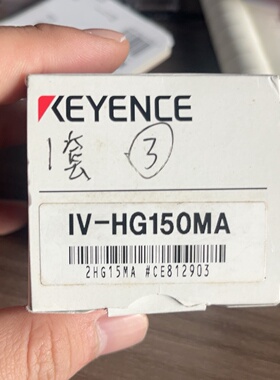 KEYENCE
1套 ③
IV-HG150MA
2HG15MA #CE812903